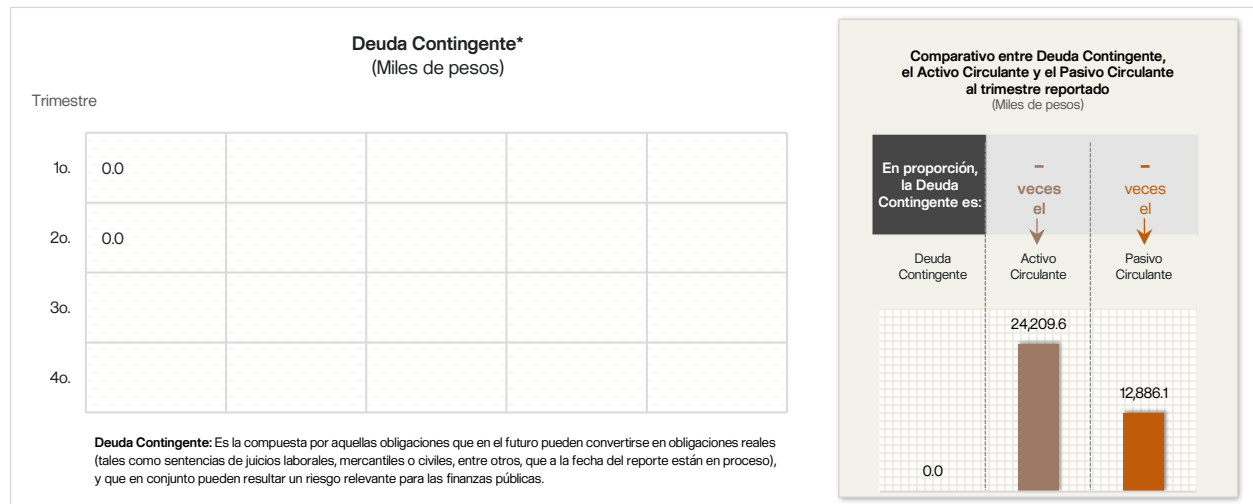 Deuda Contingente*
(Miles de pesos)
Trimestre
1o. 0.0
2o. 0.0
3o.
4o.
Deuda Contingente: Es la compuesta por aquellas obligaciones que en el futuro pueden convertirse en obligaciones reales
(tales como sentencias de juicios laborales, mercantiles o civiles, entre otros, que a la fecha del reporte están en proceso),
y que en conjunto pueden resultar un riesgo relevante para las finanzas públicas.
Comparativo entre Deuda Contingente,
el Activo Circulante y el Pasivo Circulante
al trimestre reportado
(Miles de pesos)
En proporción,
la Deuda
Contingente es:
–
veces
el
–
veces
el
Deuda
Contingente
Activo
Circulante
Pasivo
Circulante
24,209.6
12,886.1
0.0